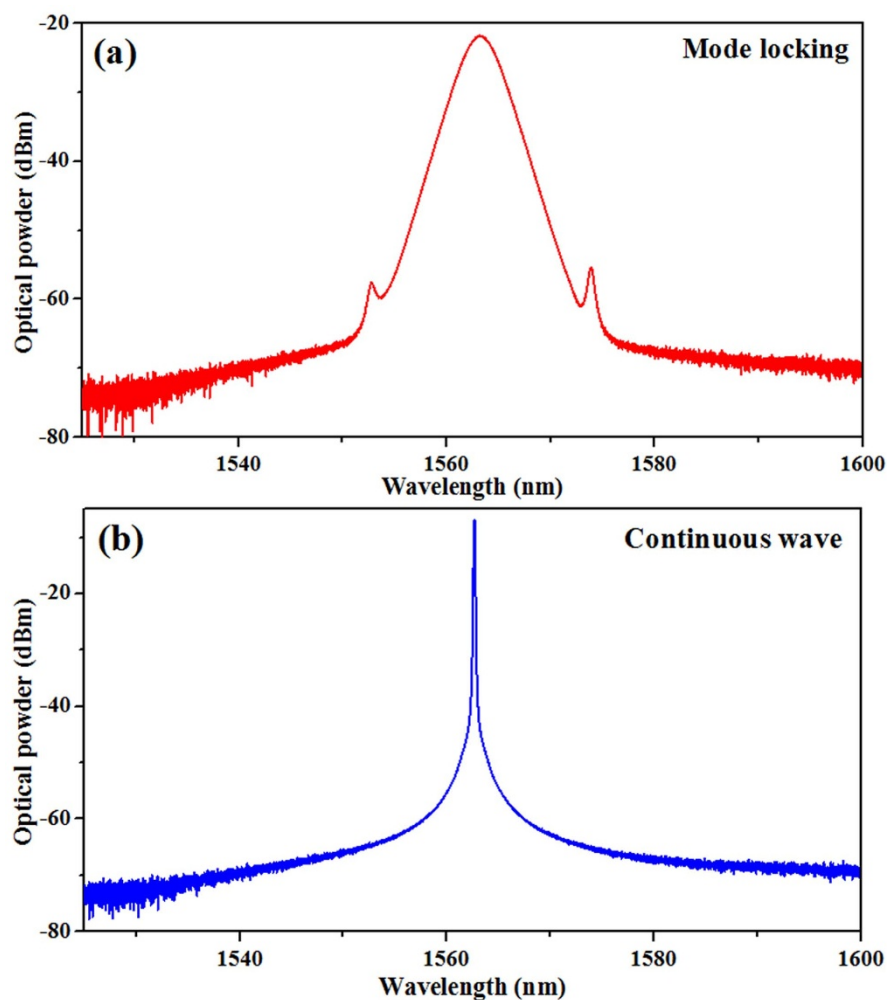 (a)
Mode locking
Optical powder (dBm)
-20
-40
-60
-80
1540
1560
1580
1600
Wavelength (nm)
(b)
Continuous wave
Optical powder (dBm)
-20
-40
-60
-80
1540
1560
1580
1600
Wavelength (nm)